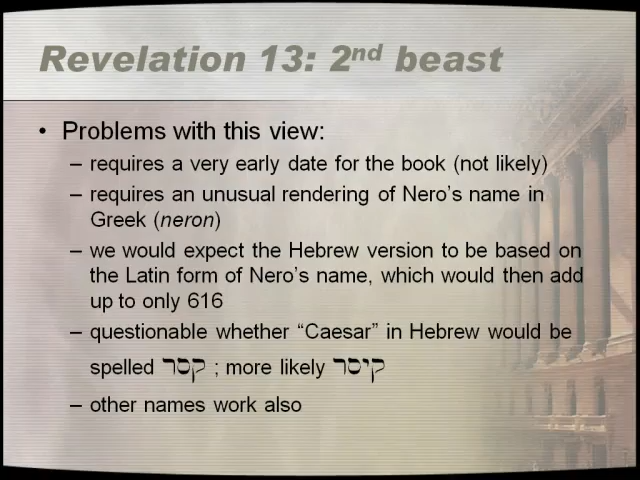 Revelation 13: 2nd beast
• Problems with this view:
– requires a very early date for the book (not likely)
– requires an unusual rendering of Nero's name in
Greek (neron)
– we would expect the Hebrew version to be based on
the Latin form of Nero's name, which would then add
up to only 616
– questionable whether “Caesar” in Hebrew would be
spelled קסר ; more likely קיסר
– other names work also